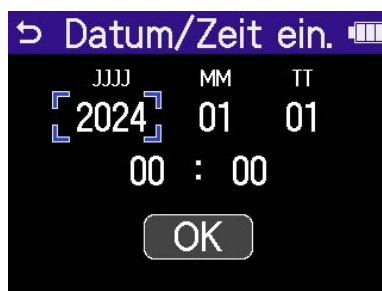 Datum/Zeit ein.
JJJJ MM TT
2024 01 01
00 : 00
OK